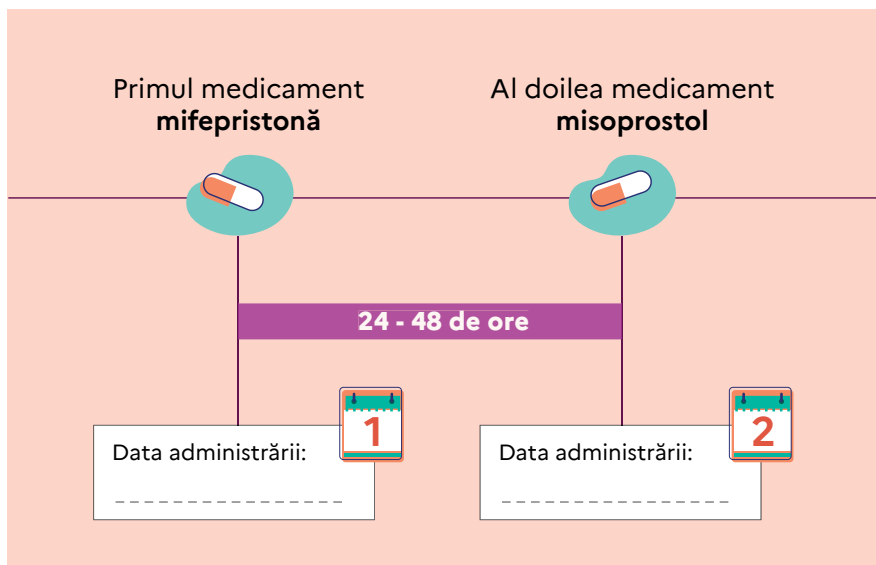 Primul medicament
mifepristonă
Al doilea medicament
misoprostol
24 - 48 de ore
1
Data administrării:
_ _ _ _ _ _ _ _ _ _ _ _ _ _ _
2
Data administrării:
_ _ _ _ _ _ _ _ _ _ _ _ _ _ _